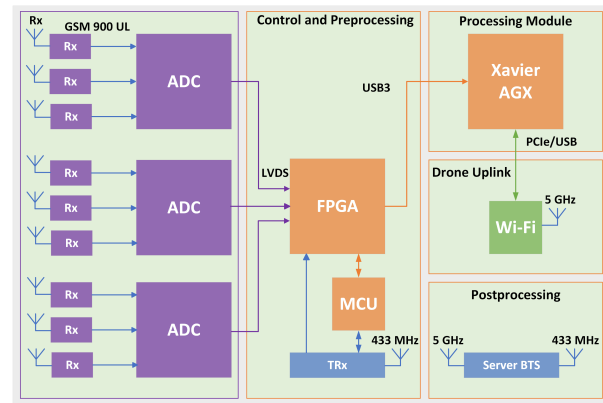 Rx
GSM 900 UL
Rx
Rx
Rx
ADC
Rx
Rx
Rx
ADC
Rx
Rx
Rx
ADC
Control and Preprocessing
LVDS
FPGA
USB3
MCU
TRx
433 MHz
Processing Module
Xavier
AGX
PCIe/USB
Drone Uplink
Wi-Fi
5 GHz
Postprocessing
5 GHz
Server BTS
433 MHz